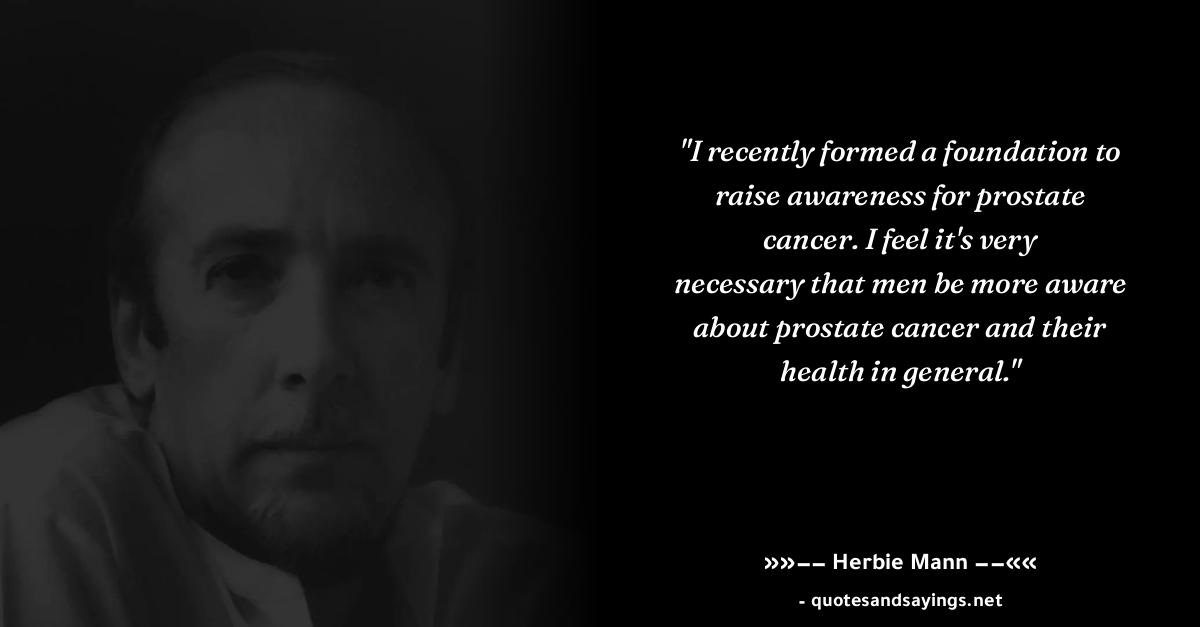 "I recently formed a foundation to
raise awareness for prostate
cancer. I feel it's very
necessary that men be more aware
about prostate cancer and their
health in general."
»»–– Herbie Mann ––««
- quotesandsayings.net